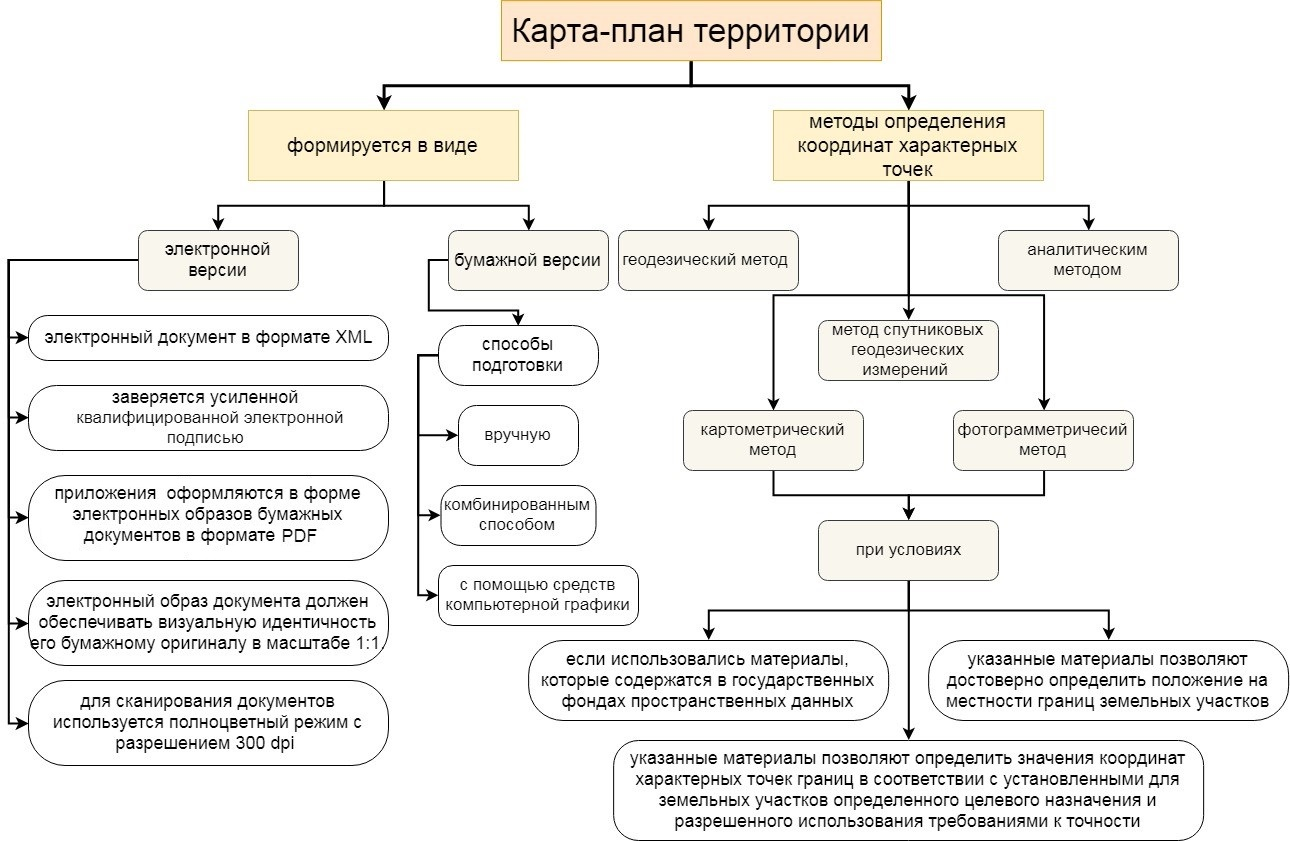 Карта-план территории
формируется в виде
методы определения
координат характерных
точек
электронной
версии
бумажной версии
геодезический метод
аналитическим
методом
электронный документ в формате XML
заверяется усиленной
квалифицированной электронной
подписью
приложения оформляются в форме
электронных образов бумажных
документов в формате PDF
электронный образ документа должен
обеспечивать визуальную идентичность
его бумажному оригиналу в масштабе 1:1.
для сканирования документов
используется полноцветный режим с
разрешением 300 dpi
способы
подготовки
вручную
комбинированным
способом
с помощью средств
компьютерной графики
метод спутниковых
геодезических
измерений
картометрический
метод
фотограмметричесий
метод
при условиях
если использовались материалы,
которые содержатся в государственных
фондах пространственных данных
указанные материалы позволяют
достоверно определить положение на
местности границ земельных участков
указанные материалы позволяют определить значения координат
характерных точек границ в соответствии с установленными для
земельных участков определенного целевого назначения и
разрешенного использования требованиями к точности